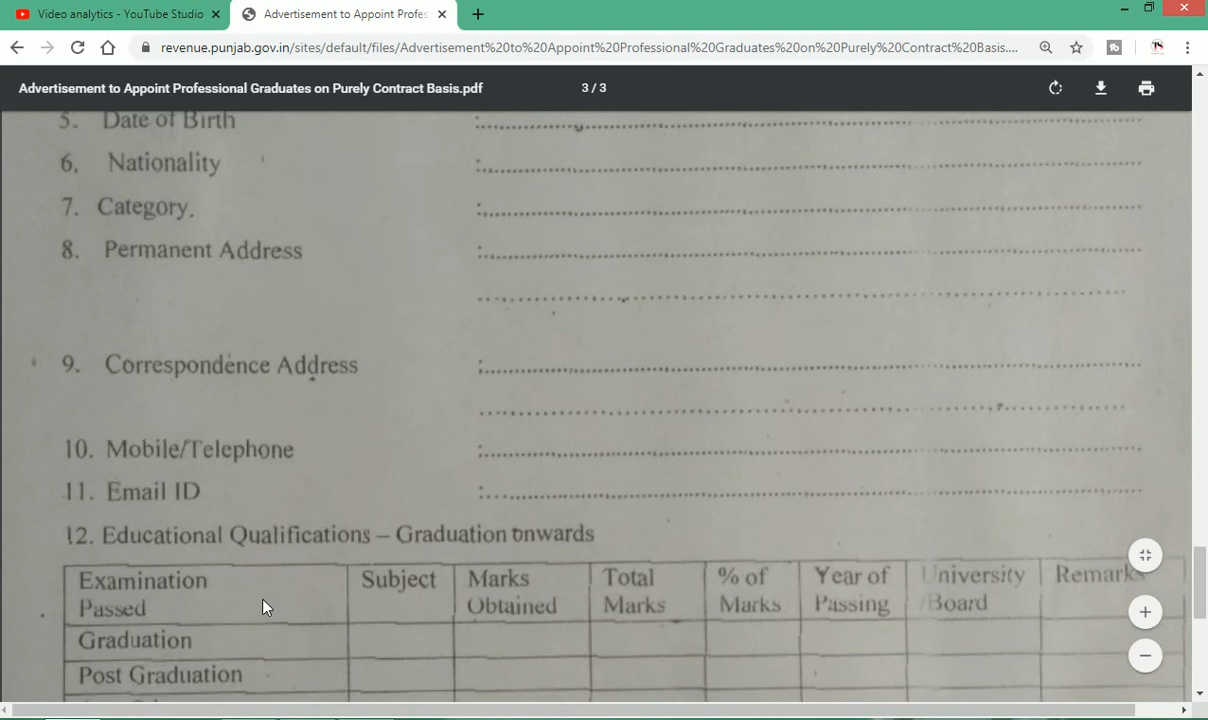 Video analytics - YouTube Studio
Advertisement to Appoint Profes
revenue.punjab.gov.in/sites/default/files/Advertisement%20to%20Appoint%20Professional%20Graduates%20on%20Purely%20Contract%20Basis....
Advertisement to Appoint Professional Graduates on Purely Contract Basis.pdf
3 / 3
5. Date of Birth :
6. Nationality :
7. Category. :
8. Permanent Address :
9. Correspondence Address :
10. Mobile/Telephone :
11. Email ID :
12. Educational Qualifications – Graduation onwards
Examination Passed
Subject
Marks Obtained
Total Marks
% of Marks
Year of Passing
University /Board
Remarks
Graduation
Post Graduation